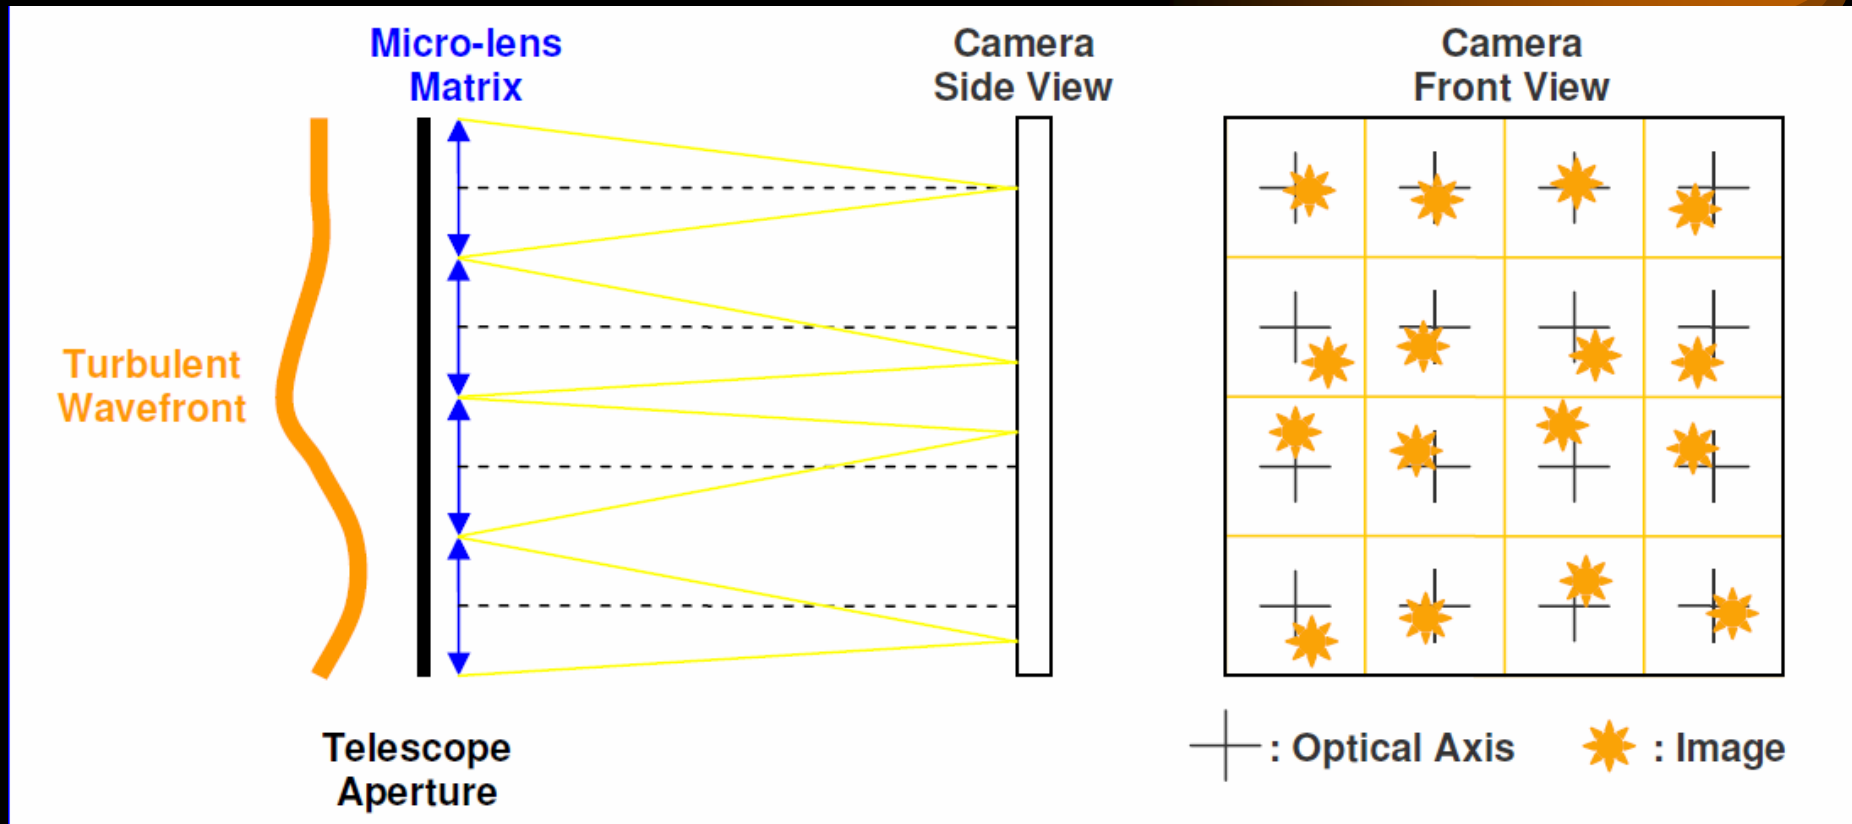 Micro-lens
Matrix
Camera
Side View
Camera
Front View
Turbulent
Wavefront
Telescope
Aperture
: Optical Axis
: Image